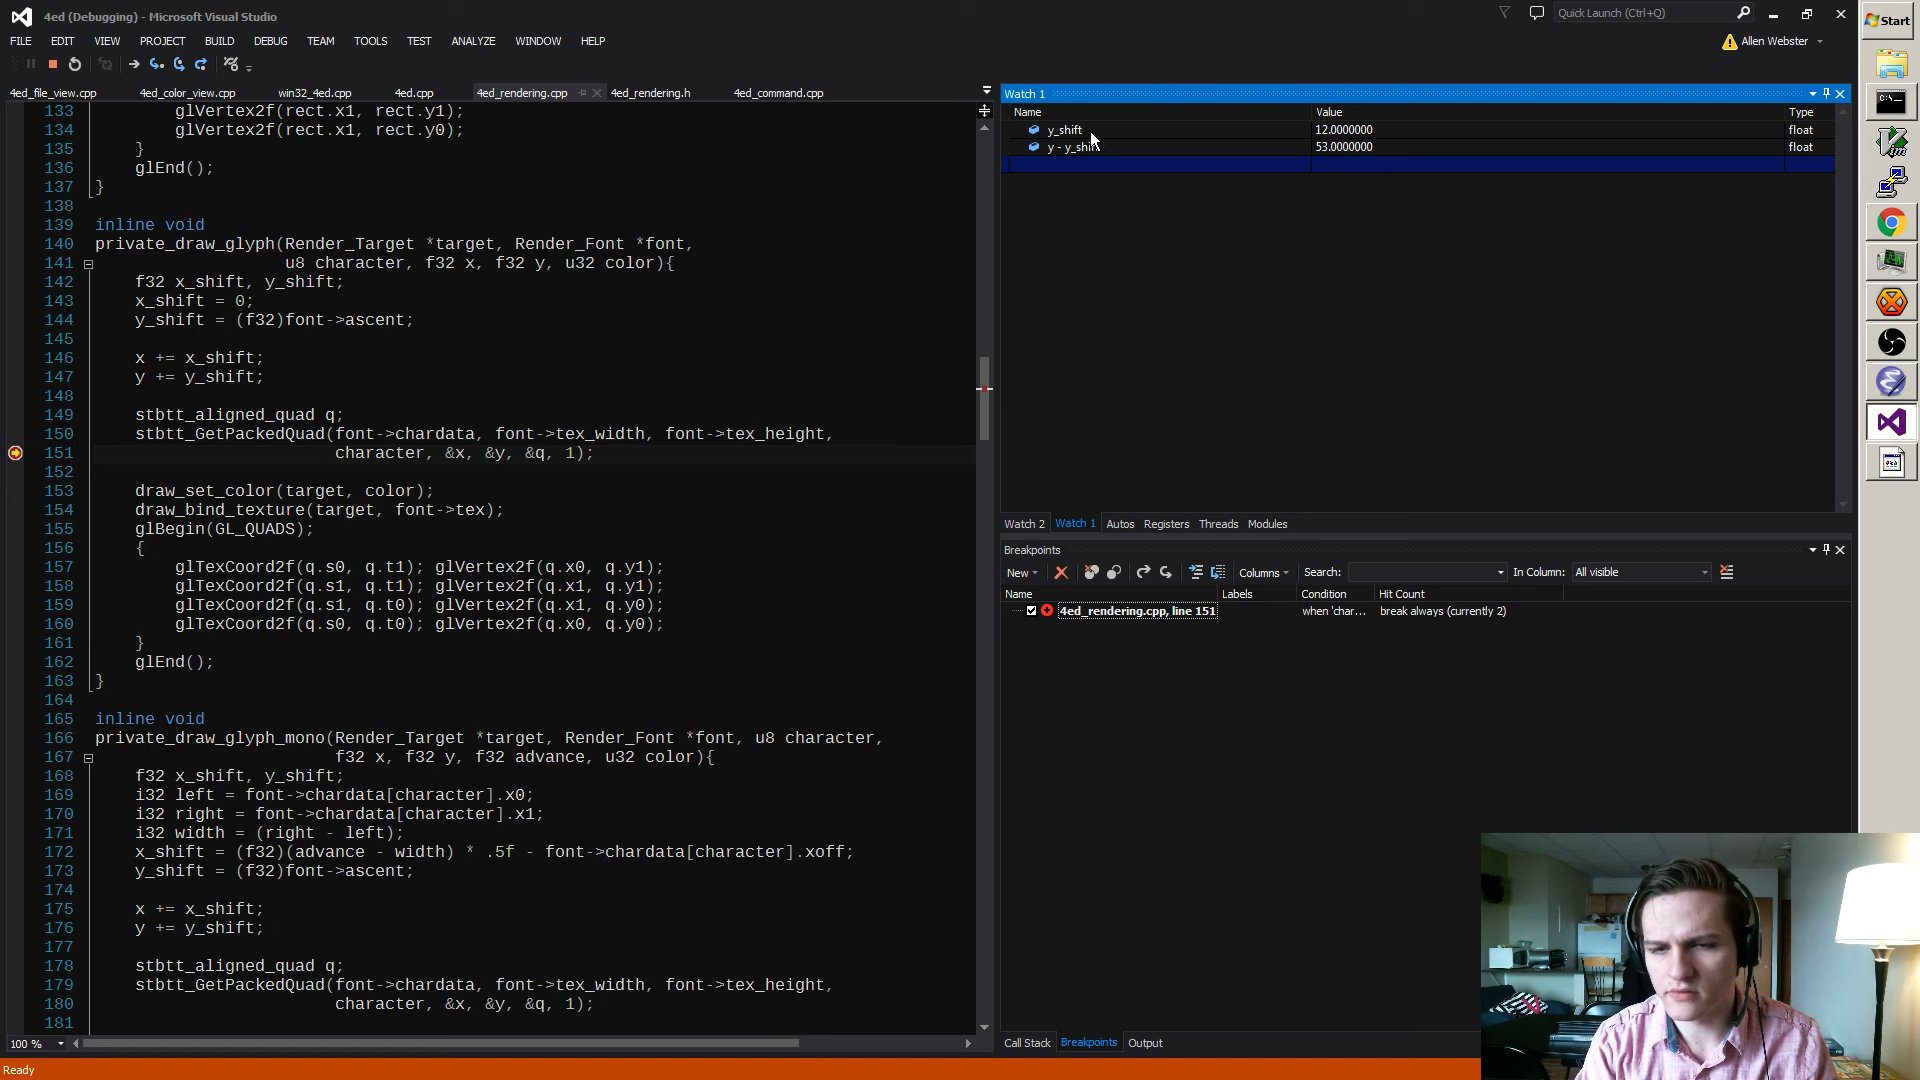 4ed (Debugging) - Microsoft Visual Studio
Quick Launch (Ctrl+Q)
Start
FILE EDIT VIEW PROJECT BUILD DEBUG TEAM TOOLS TEST ANALYZE WINDOW HELP
Allen Webster
4ed_file_view.cpp 4ed_color_view.cpp win32_4ed.cpp 4ed.cpp 4ed_rendering.cpp 4ed_rendering.h 4ed_command.cpp
133 glVertex2f(rect.x1, rect.y1);
134 glVertex2f(rect.x1, rect.y0);
135 }
136 glEnd();
137 }
138
139 inline void
140 private_draw_glyph(Render_Target *target, Render_Font *font,
141 u8 character, f32 x, f32 y, u32 color){
142 f32 x_shift, y_shift;
143 x_shift = 0;
144 y_shift = (f32)font->ascent;
145
146 x += x_shift;
147 y += y_shift;
148
149 stbtt_aligned_quad q;
150 stbtt_GetPackedQuad(font->chardata, font->tex_width, font->tex_height,
151 character, &x, &y, &q, 1);
152
153 draw_set_color(target, color);
154 draw_bind_texture(target, font->tex);
155 glBegin(GL_QUADS);
156 {
157 glTexCoord2f(q.s0, q.t1); glVertex2f(q.x0, q.y1);
158 glTexCoord2f(q.s1, q.t1); glVertex2f(q.x1, q.y1);
159 glTexCoord2f(q.s1, q.t0); glVertex2f(q.x1, q.y0);
160 glTexCoord2f(q.s0, q.t0); glVertex2f(q.x0, q.y0);
161 }
162 glEnd();
163 }
164
165 inline void
166 private_draw_glyph_mono(Render_Target *target, Render_Font *font, u8 character,
167 f32 x, f32 y, f32 advance, u32 color){
168 f32 x_shift, y_shift;
169 i32 left = font->chardata[character].x0;
170 i32 right = font->chardata[character].x1;
171 i32 width = (right - left);
172 x_shift = (f32)(advance - width) * .5f - font->chardata[character].xoff;
173 y_shift = (f32)font->ascent;
174
175 x += x_shift;
176 y += y_shift;
177
178 stbtt_aligned_quad q;
179 stbtt_GetPackedQuad(font->chardata, font->tex_width, font->tex_height,
180 character, &x, &y, &q, 1);
181
100 %
Ready
Watch 1
Name Value Type
y_shift 12.0000000 float
y - y_shift 53.0000000 float
Watch 2 Watch 1 Autos Registers Threads Modules
Breakpoints
New Columns Search: In Column: All visible
Name Labels Condition Hit Count
4ed_rendering.cpp, line 151 when 'char... break always (currently 2)
Call Stack Breakpoints Output